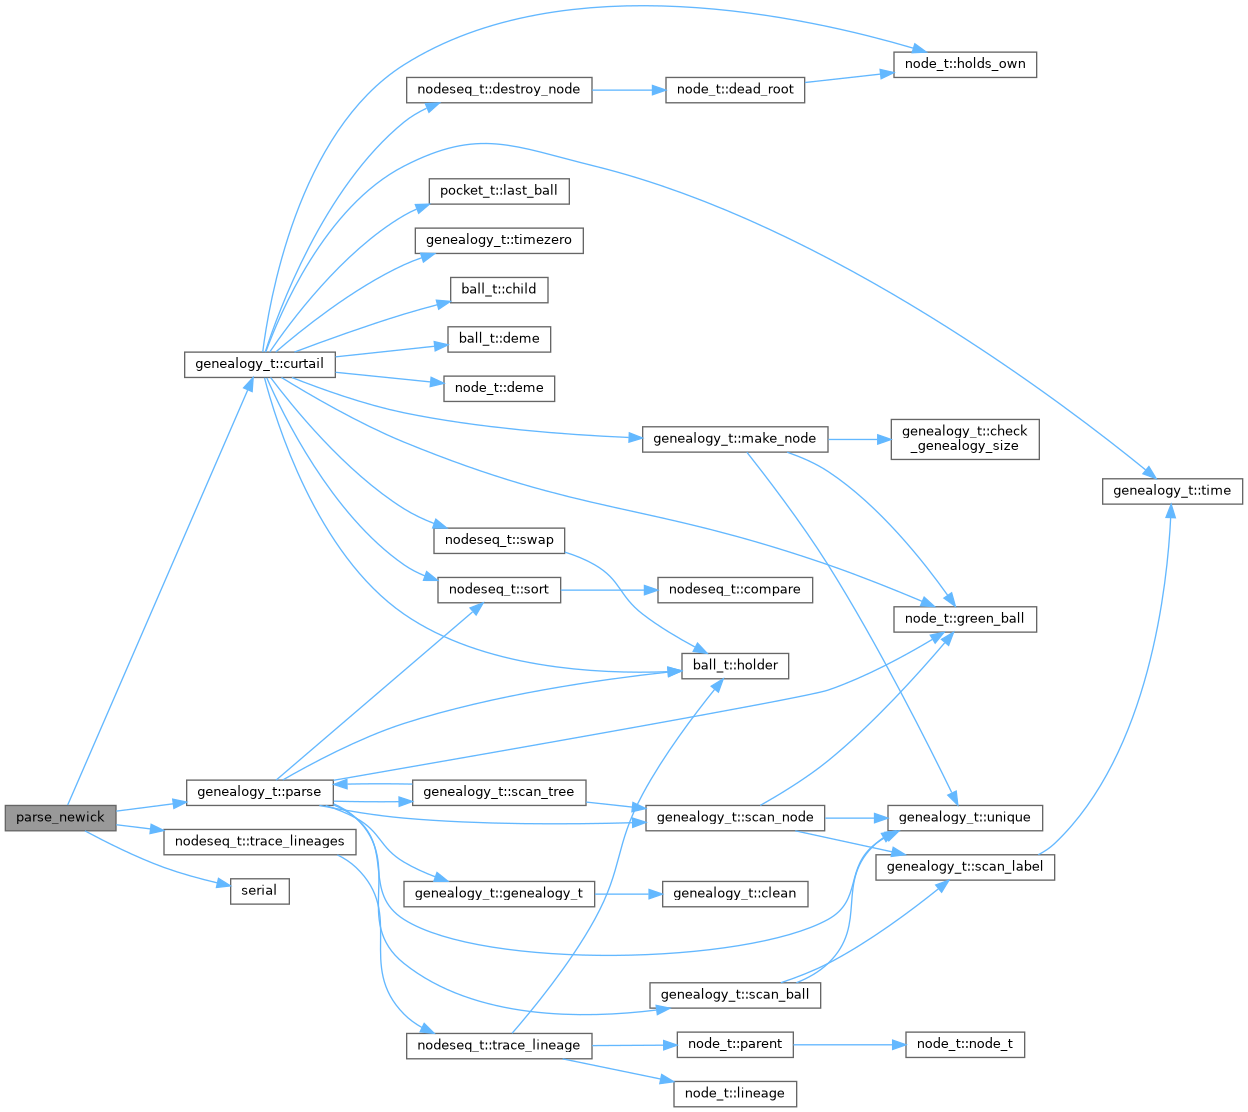 node_t::holds_own
nodeseq_t::destroy_node
node_t::dead_root
pocket_t::last_ball
genealogy_t::timezero
ball_t::child
ball_t::deme
genealogy_t::curtail
node_t::deme
genealogy_t::make_node
genealogy_t::check
_genealogy_size
genealogy_t::time
nodeseq_t::swap
nodeseq_t::sort
nodeseq_t::compare
node_t::green_ball
ball_t::holder
genealogy_t::parse
genealogy_t::scan_tree
parse_newick
genealogy_t::scan_node
genealogy_t::unique
nodeseq_t::trace_lineages
genealogy_t::scan_label
serial
genealogy_t::genealogy_t
genealogy_t::clean
genealogy_t::scan_ball
nodeseq_t::trace_lineage
node_t::parent
node_t::node_t
node_t::lineage